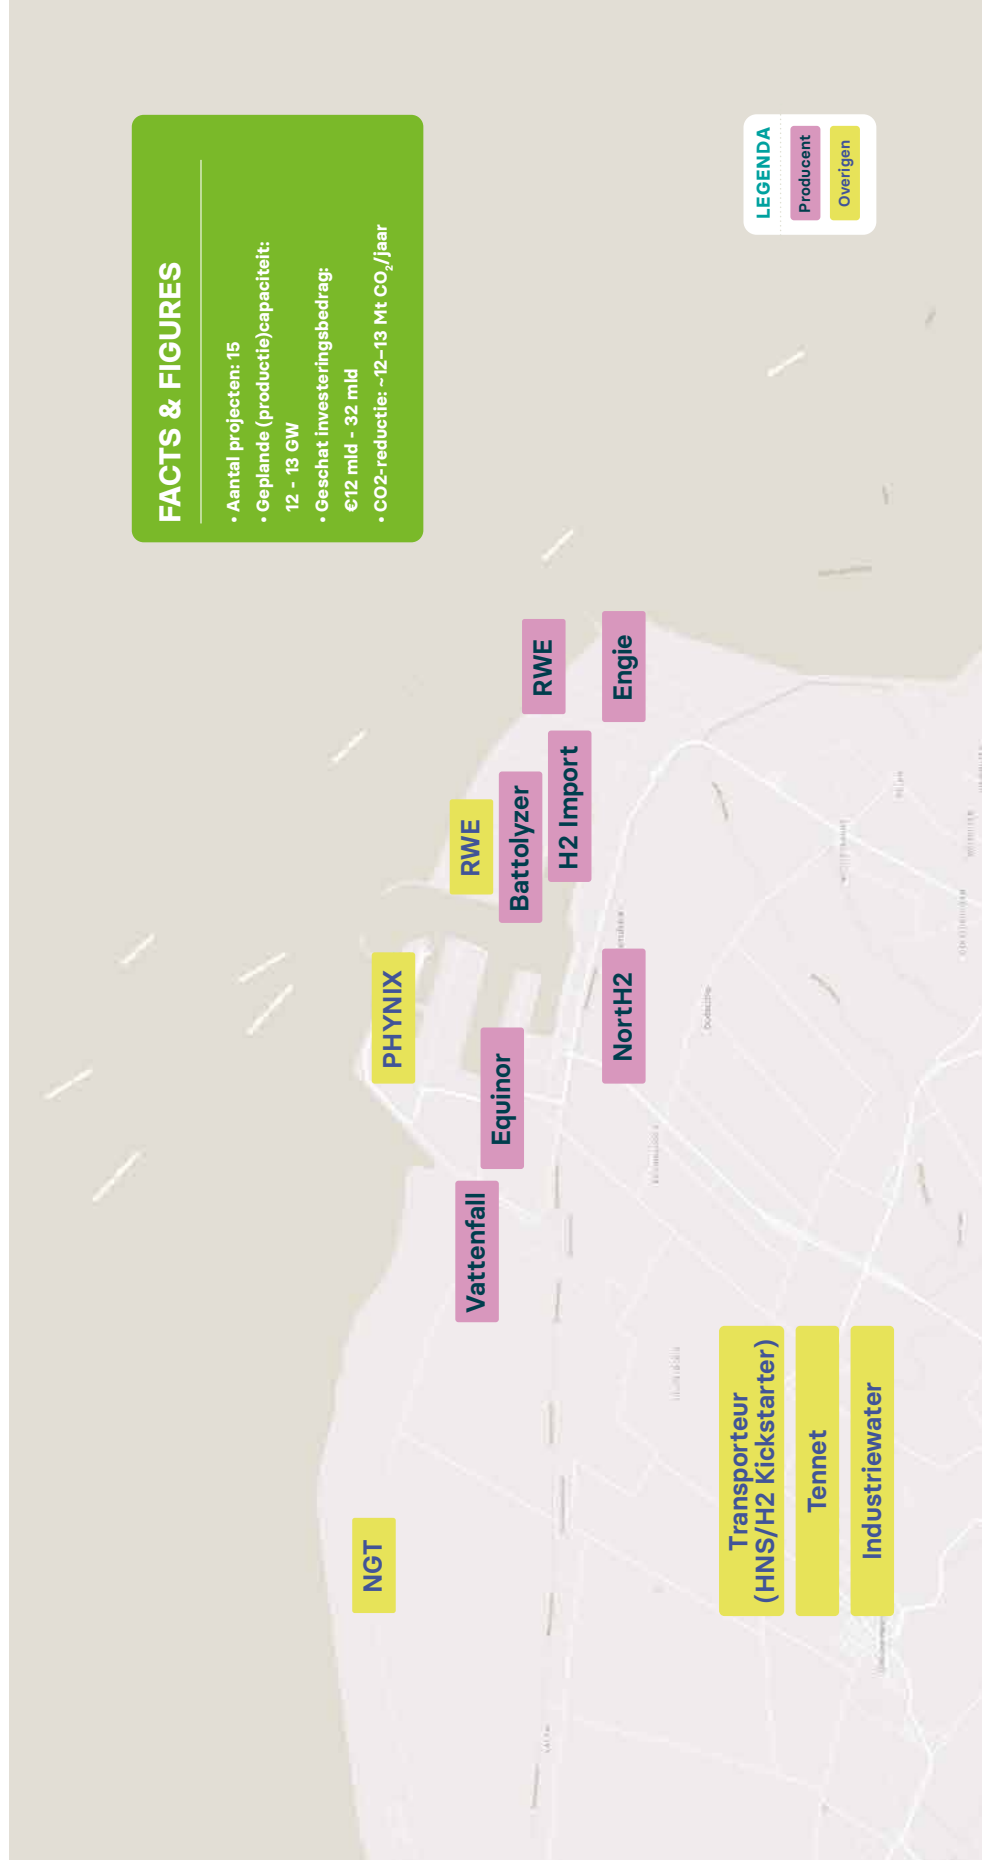 FACTS & FIGURES
• Aantal projecten: 15
• Geplande (productie)capaciteit:
12 - 13 GW
• Geschat investeringsbedrag:
€12 mld - 32 mld
• CO2-reductie: ~12–13 Mt CO₂/jaar
LEGENDA
Producent
Overigen
NGT
PHYNIX
RWE
Vattenfall
Equinor
Battolyzer
RWE
H2 Import
NortH2
Engie
Transporteur
(HNS/H2 Kickstarter)
Tennet
Industriewater